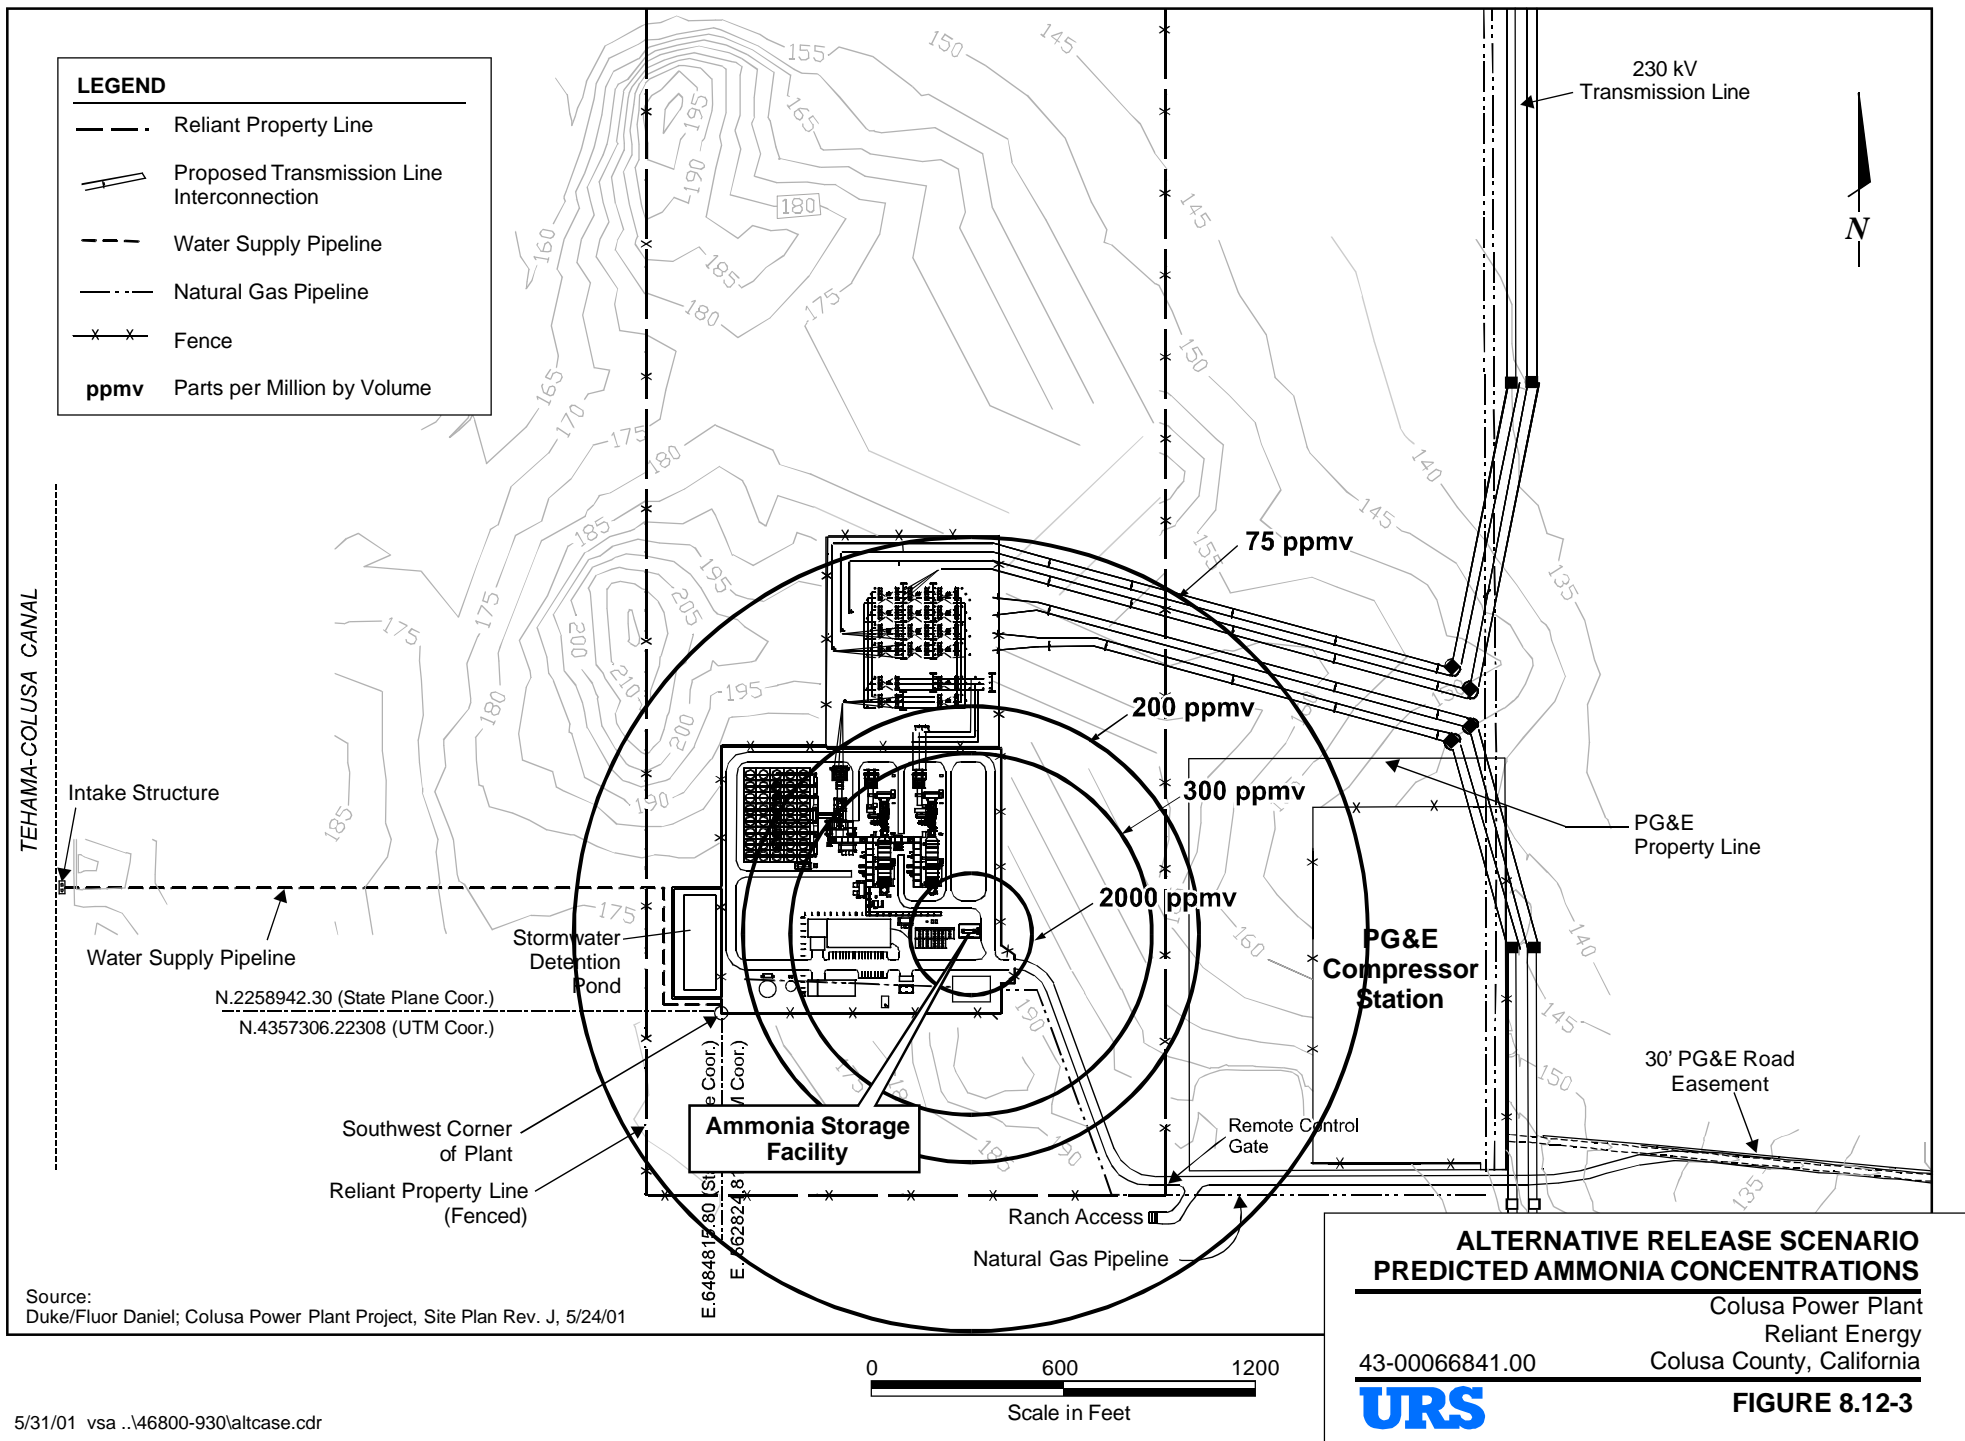 LEGEND
Reliant Property Line
Proposed Transmission Line
Interconnection
Water Supply Pipeline
Natural Gas Pipeline
Fence
ppmv Parts per Million by Volume
155
150
145
230 kV
Transmission Line
195
165
190
180
145
160
185
175
180
150
N
165
170
175
180
140
145
185
195
155
75 ppmv
135
175
205
175
200
210
195
180
200
200 ppmv
190
185
300 ppmv
TEHAMA-COLUSA CANAL
Intake Structure
PG&E
Property Line
2000 ppmv
175
160
140
Stormwater
Detention
Pond
Water Supply Pipeline
PG&E
Compressor
Station
N.2258942.30 (State Plane Coor.)
N.4357306.22308 (UTM Coor.)
190
145
150
175
30' PG&E Road
Easement
Southwest Corner
of Plant
Ammonia Storage
Facility
185
190
Remote Control
Gate
Reliant Property Line
(Fenced)
135
Ranch Access
Natural Gas Pipeline
Coor.)
Coor.)
E.6484815.80
Source:
Duke/Fluor Daniel; Colusa Power Plant Project, Site Plan Rev. J, 5/24/01
ALTERNATIVE RELEASE SCENARIO
PREDICTED AMMONIA CONCENTRATIONS
Colusa Power Plant
Reliant Energy
43-00066841.00 Colusa County, California
URS FIGURE 8.12-3
0 600 1200
Scale in Feet
5/31/01 vsa ..\46800-930\altcase.cdr